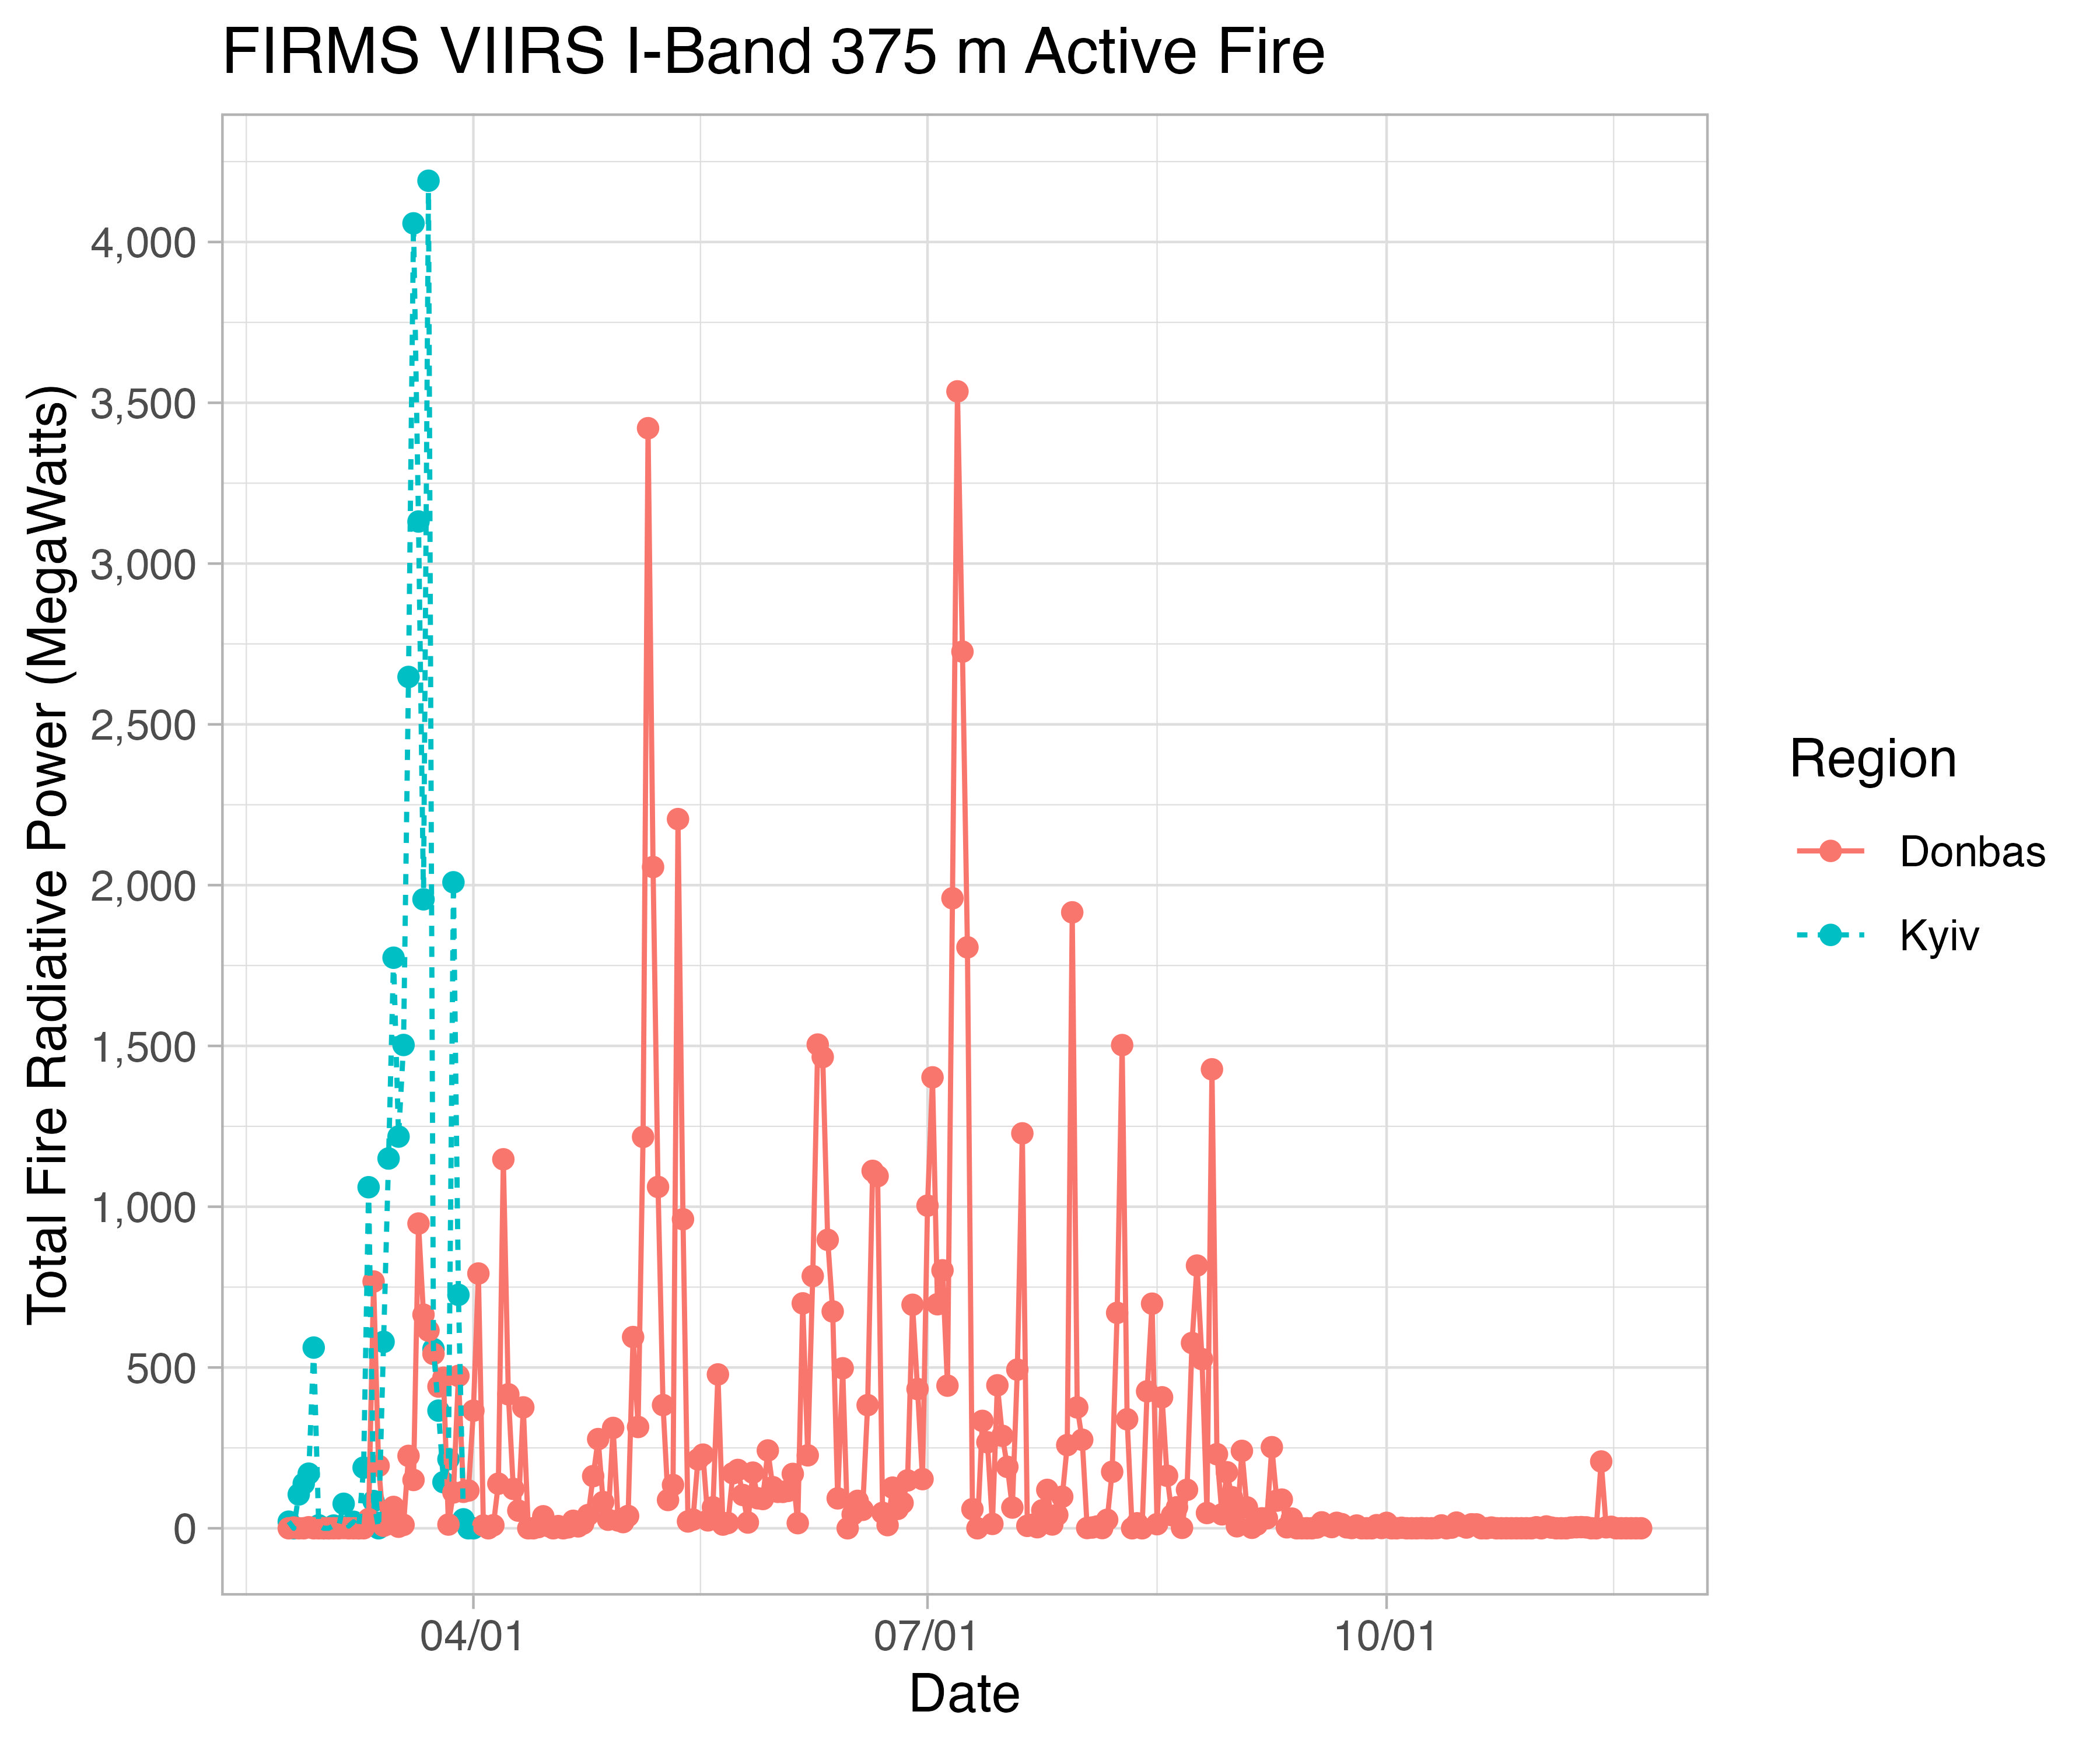 FIRMS VIIRS I-Band 375 m Active Fire
Total Fire Radiative Power (MegaWatts)
4,000
3,500
3,000
2,500
2,000
1,500
1,000
500
0
04/01
07/01
10/01
Date
Region
Donbas
Kyiv